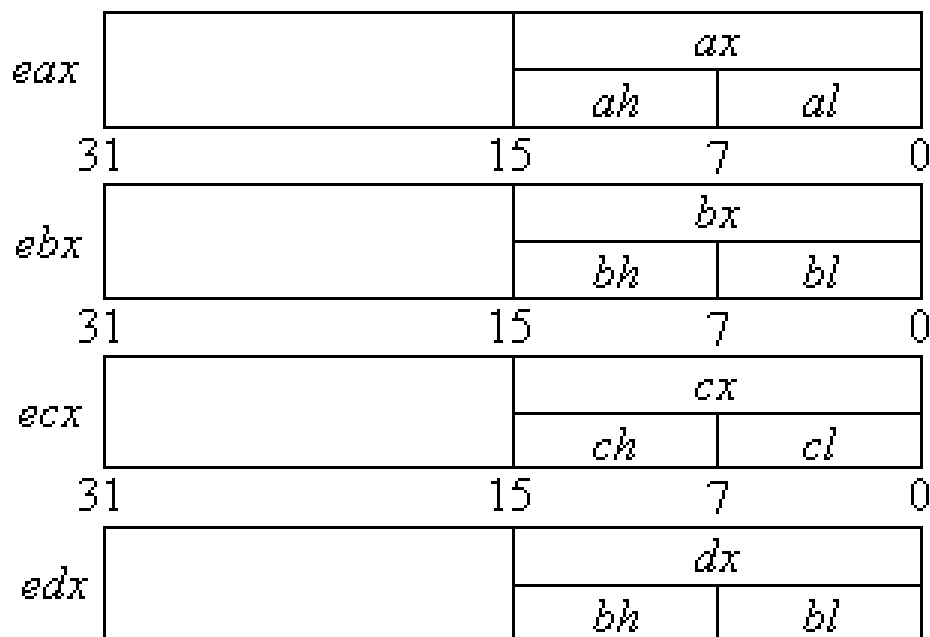 ax
eax
ah al
31 15 7 0
bx
ebx
bh bl
31 15 7 0
cx
ecx
ch cl
31 15 7 0
dx
edx
bh bl